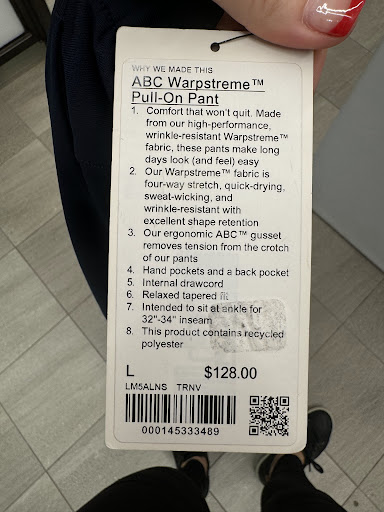 WHY WE MADE THIS
ABC Warpstreme™
Pull-On Pant
1. Comfort that won't quit. Made
from our high-performance,
wrinkle-resistant Warpstreme™
fabric, these pants make long
days look (and feel) easy
2. Our Warpstreme™ fabric is
four-way stretch, quick-drying,
sweat-wicking, and
wrinkle-resistant with
excellent shape retention
3. Our ergonomic ABC™ gusset
removes tension from the crotch
of our pants
4. Hand pockets and a back pocket
5. Internal drawcord
6. Relaxed tapered fit
7. Intended to sit at ankle for
32"-34" inseam
8. This product contains recycled
polyester
L $128.00
LM5ALNS TRNV
000145333489